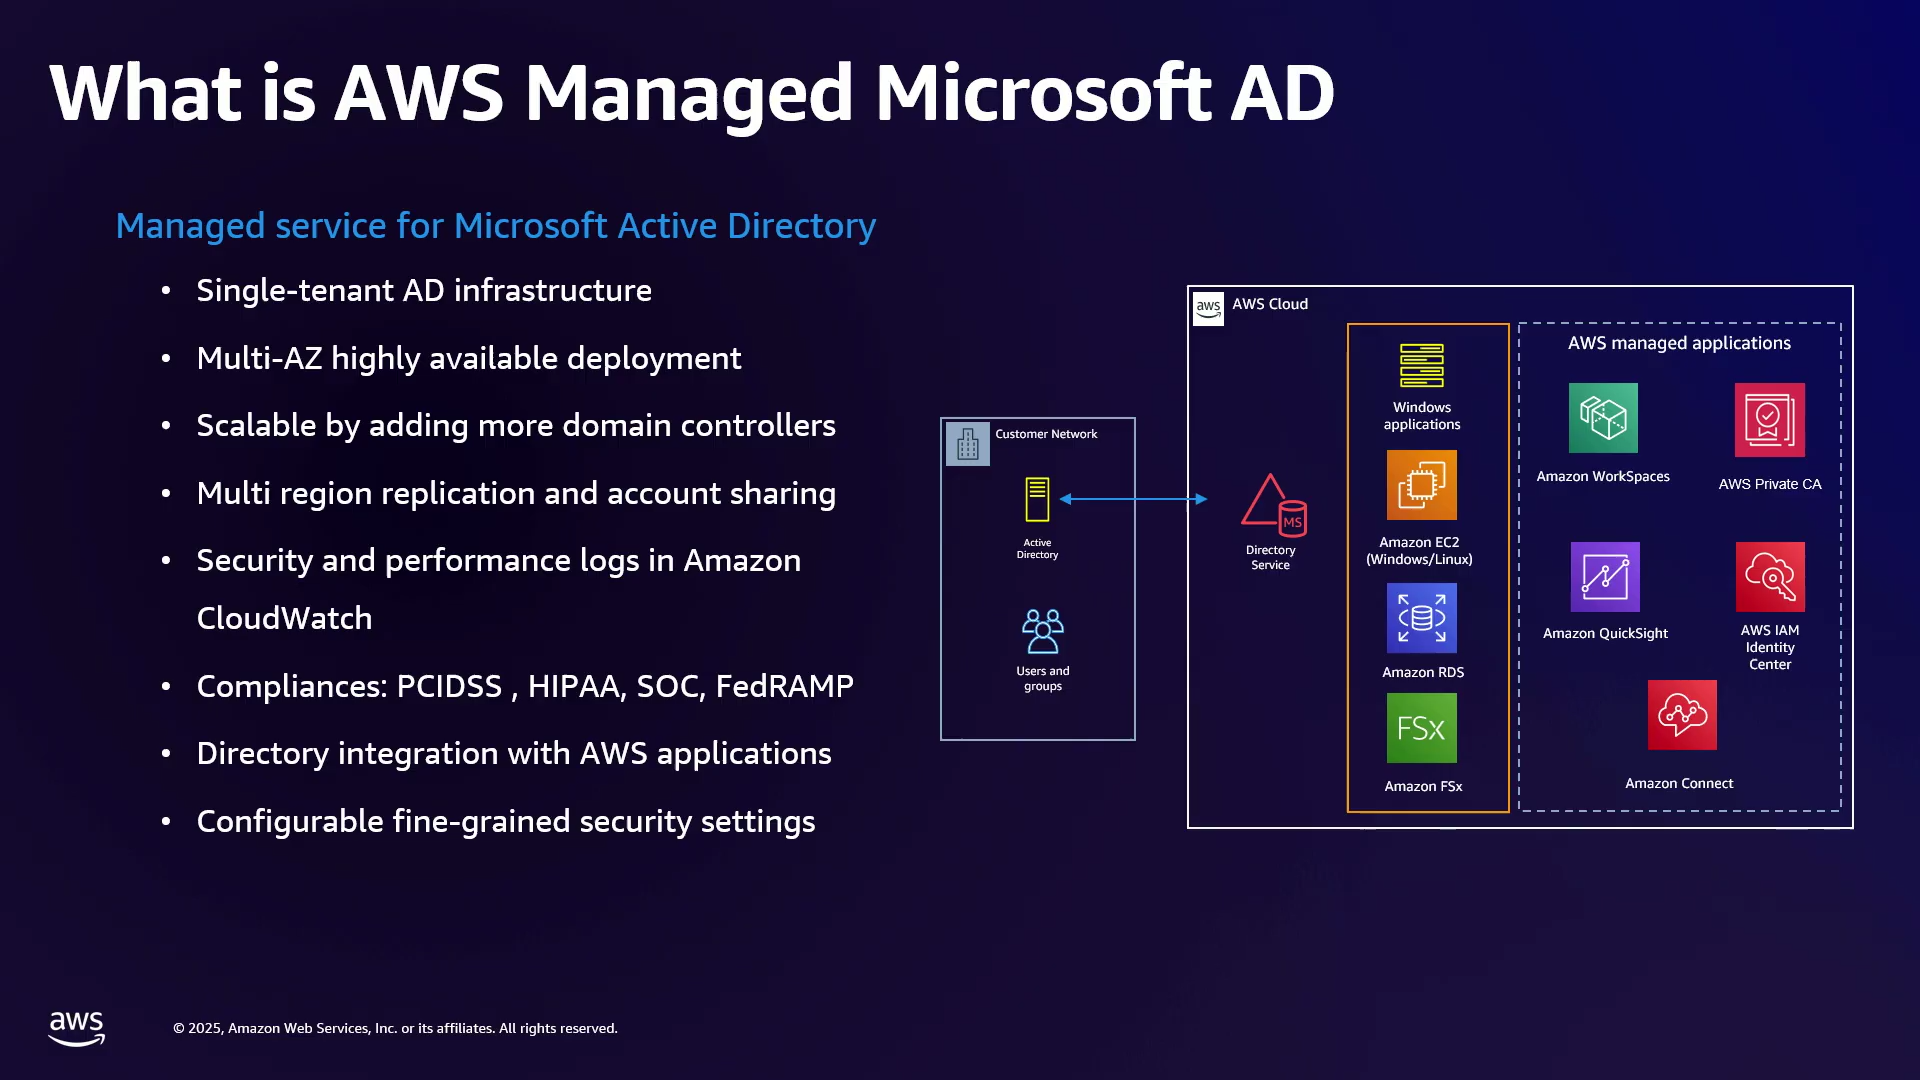 What is AWS Managed Microsoft AD
Managed service for Microsoft Active Directory
• Single-tenant AD infrastructure
• Multi-AZ highly available deployment
• Scalable by adding more domain controllers
• Multi region replication and account sharing
• Security and performance logs in Amazon
CloudWatch
• Compliances: PCIDSS , HIPAA, SOC, FedRAMP
• Directory integration with AWS applications
• Configurable fine-grained security settings
Customer Network
Active
Directory
Users and
groups
aws
AWS Cloud
MS
Directory
Service
Windows
applications
Amazon EC2
(Windows/Linux)
Amazon RDS
FSx
Amazon FSx
AWS managed applications
Amazon WorkSpaces
AWS Private CA
Amazon QuickSight
AWS IAM
Identity
Center
Amazon Connect
aws
© 2025, Amazon Web Services, Inc. or its affiliates. All rights reserved.